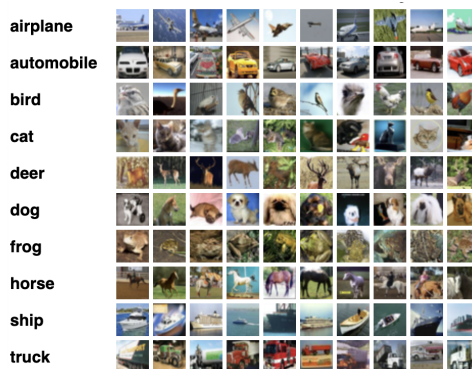 airplane
automobile
bird
cat
deer
dog
frog
horse
ship
truck